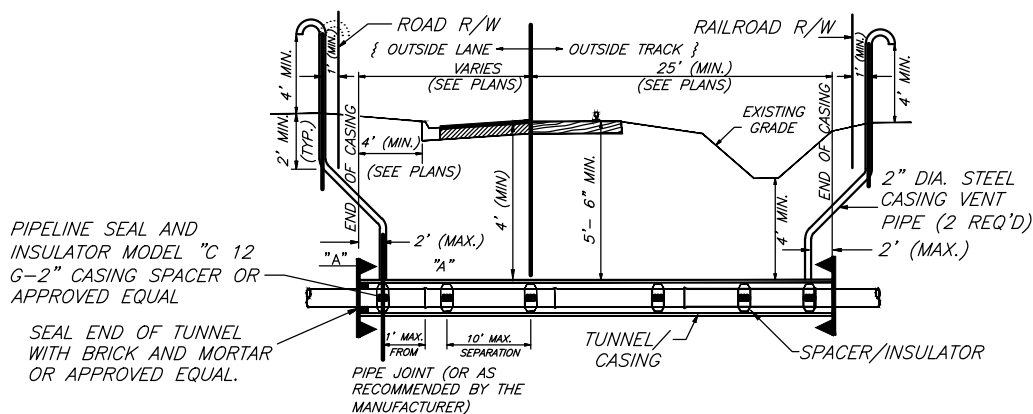 ROAD R/W
RAILROAD R/W
{ OUTSIDE LANE
OUTSIDE TRACK }
VARIES
(SEE PLANS)
25' (MIN.)
(SEE PLANS)
4' MIN.
1' (MIN.)
1' (MIN.)
4' MIN.
2' MIN.
(TYP.)
END OF CASING
4' (MIN.)
(SEE PLANS)
EXISTING
GRADE
END OF CASING
4' (MIN)
5'- 6" MIN.
4' MIN.
2" DIA. STEEL
CASING VENT
PIPE (2 REQ'D)
2' (MAX.)
2' (MAX.)
PIPELINE SEAL AND
INSULATOR MODEL "C 12
G-2" CASING SPACER OR
APPROVED EQUAL
"A"
"A"
SEAL END OF TUNNEL
WITH BRICK AND MORTAR
OR APPROVED EQUAL.
1' MAX.
FROM
10' MAX.
SEPARATION
PIPE JOINT (OR AS
RECOMMENDED BY THE
MANUFACTURER)
TUNNEL/
CASING
SPACER/INSULATOR